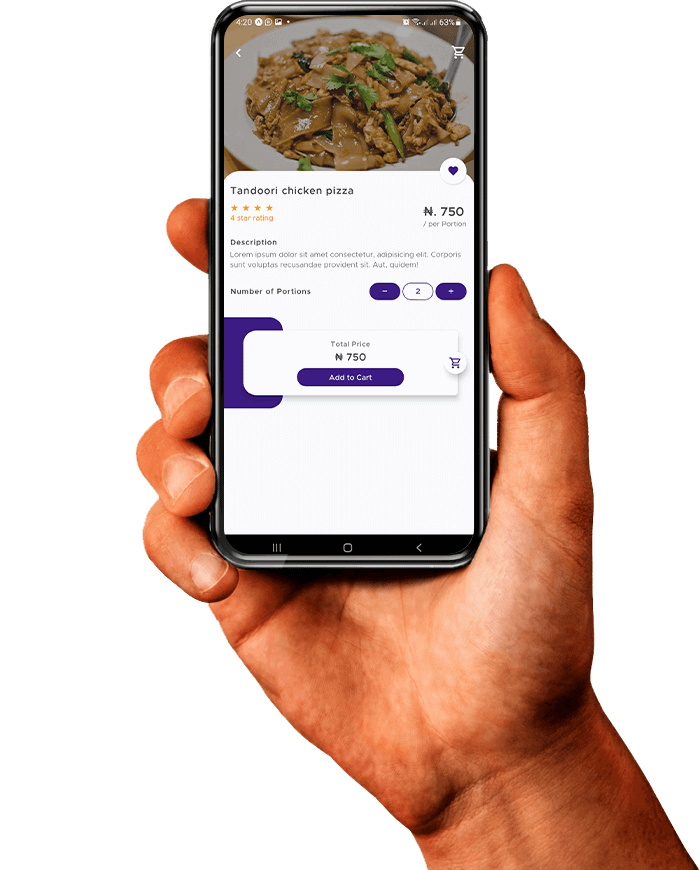 4:20 63%
Tandoori chicken pizza
4 star rating
₦. 750
/ per Portion
Description
Lorem ipsum dolor sit amet consectetur, adipisicing elit. Corporis
sunt voluptas recusandae provident sit. Aut, quidem!
Number of Portions - 2 +
Total Price
₦ 750
Add to Cart